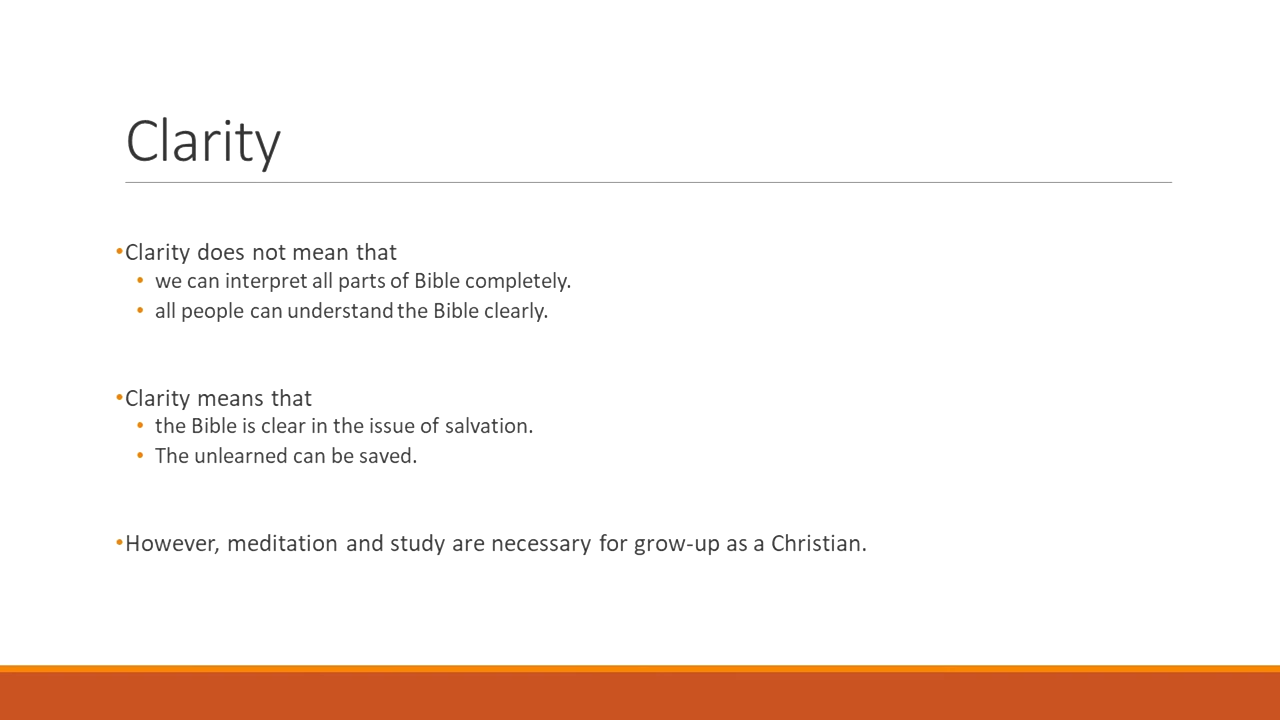 Clarity
•Clarity does not mean that
• we can interpret all parts of Bible completely.
• all people can understand the Bible clearly.
•Clarity means that
• the Bible is clear in the issue of salvation.
• The unlearned can be saved.
•However, meditation and study are necessary for grow-up as a Christian.